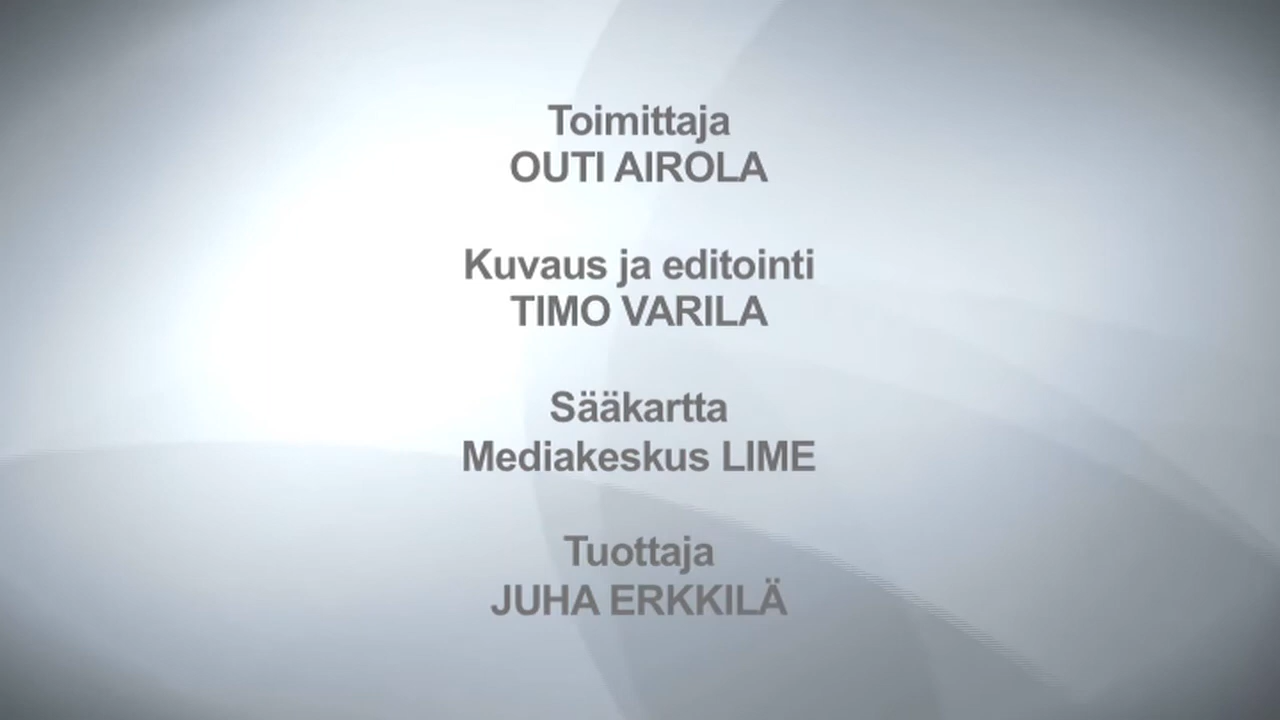 Toimittaja
OUTI AIROLA
Kuvaus ja editointi
TIMO VARILA
Sääkartta
Mediakeskus LIME
Tuottaja
JUHA ERKKILÄ